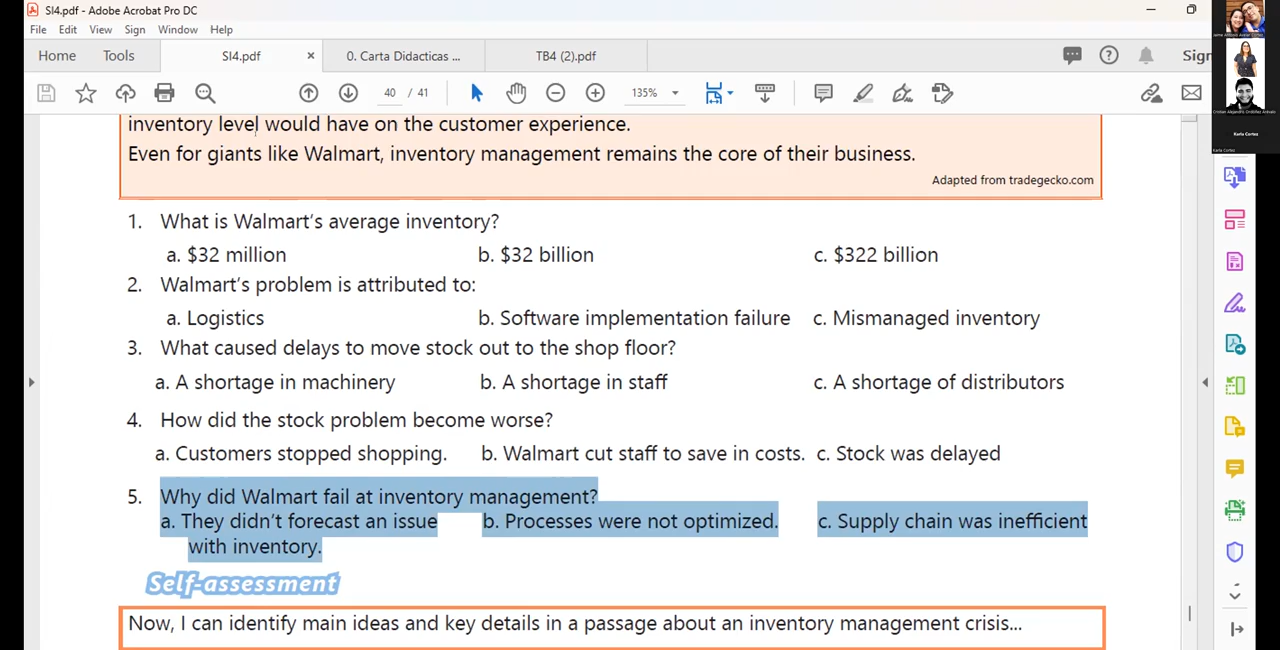 SI4.pdf - Adobe Acrobat Pro DC
File Edit View Sign Window Help
Home Tools SI4.pdf × 0. Carta Didacticas ... TB4 (2).pdf Sign
40 / 41 135%
inventory level would have on the customer experience.
Even for giants like Walmart, inventory management remains the core of their business.
Adapted from tradegecko.com
1. What is Walmart's average inventory?
a. $32 million b. $32 billion c. $322 billion
2. Walmart's problem is attributed to:
a. Logistics b. Software implementation failure c. Mismanaged inventory
3. What caused delays to move stock out to the shop floor?
a. A shortage in machinery b. A shortage in staff c. A shortage of distributors
4. How did the stock problem become worse?
a. Customers stopped shopping. b. Walmart cut staff to save in costs. c. Stock was delayed
5. Why did Walmart fail at inventory management?
a. They didn't forecast an issue b. Processes were not optimized. c. Supply chain was inefficient
with inventory.
Self-assessment
Now, I can identify main ideas and key details in a passage about an inventory management crisis...
Karla Cortes
Karla Cortes